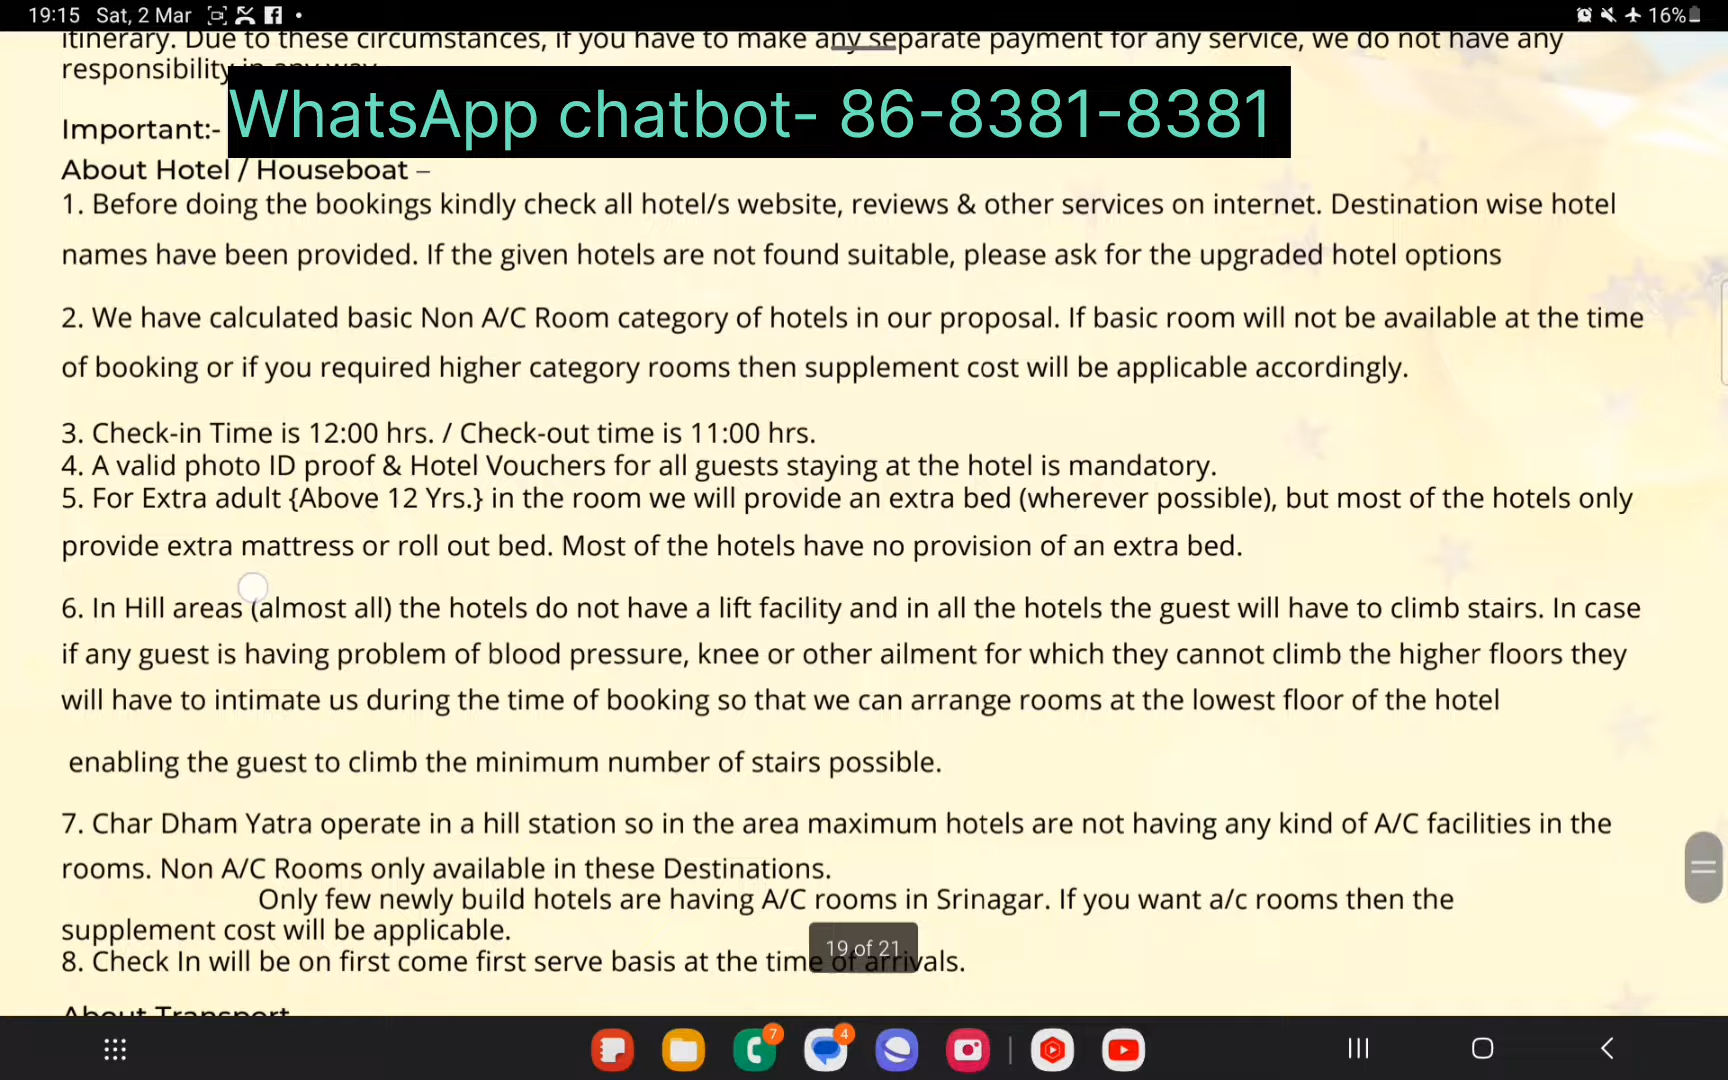 19:15 Sat, 2 Mar
16%
itinerary. Due to these circumstances, if you have to make any separate payment for any service, we do not have any
responsibility in any way.
WhatsApp chatbot- 86-8381-8381
Important:-
About Hotel / Houseboat –
1. Before doing the bookings kindly check all hotel/s website, reviews & other services on internet. Destination wise hotel
names have been provided. If the given hotels are not found suitable, please ask for the upgraded hotel options
2. We have calculated basic Non A/C Room category of hotels in our proposal. If basic room will not be available at the time
of booking or if you required higher category rooms then supplement cost will be applicable accordingly.
3. Check-in Time is 12:00 hrs. / Check-out time is 11:00 hrs.
4. A valid photo ID proof & Hotel Vouchers for all guests staying at the hotel is mandatory.
5. For Extra adult {Above 12 Yrs.} in the room we will provide an extra bed (wherever possible), but most of the hotels only
provide extra mattress or roll out bed. Most of the hotels have no provision of an extra bed.
6. In Hill areas (almost all) the hotels do not have a lift facility and in all the hotels the guest will have to climb stairs. In case
if any guest is having problem of blood pressure, knee or other ailment for which they cannot climb the higher floors they
will have to intimate us during the time of booking so that we can arrange rooms at the lowest floor of the hotel
enabling the guest to climb the minimum number of stairs possible.
7. Char Dham Yatra operate in a hill station so in the area maximum hotels are not having any kind of A/C facilities in the
rooms. Non A/C Rooms only available in these Destinations.
Only few newly build hotels are having A/C rooms in Srinagar. If you want a/c rooms then the
supplement cost will be applicable.
19 of 21
8. Check In will be on first come first serve basis at the time of arrivals.
About Transport
7
4